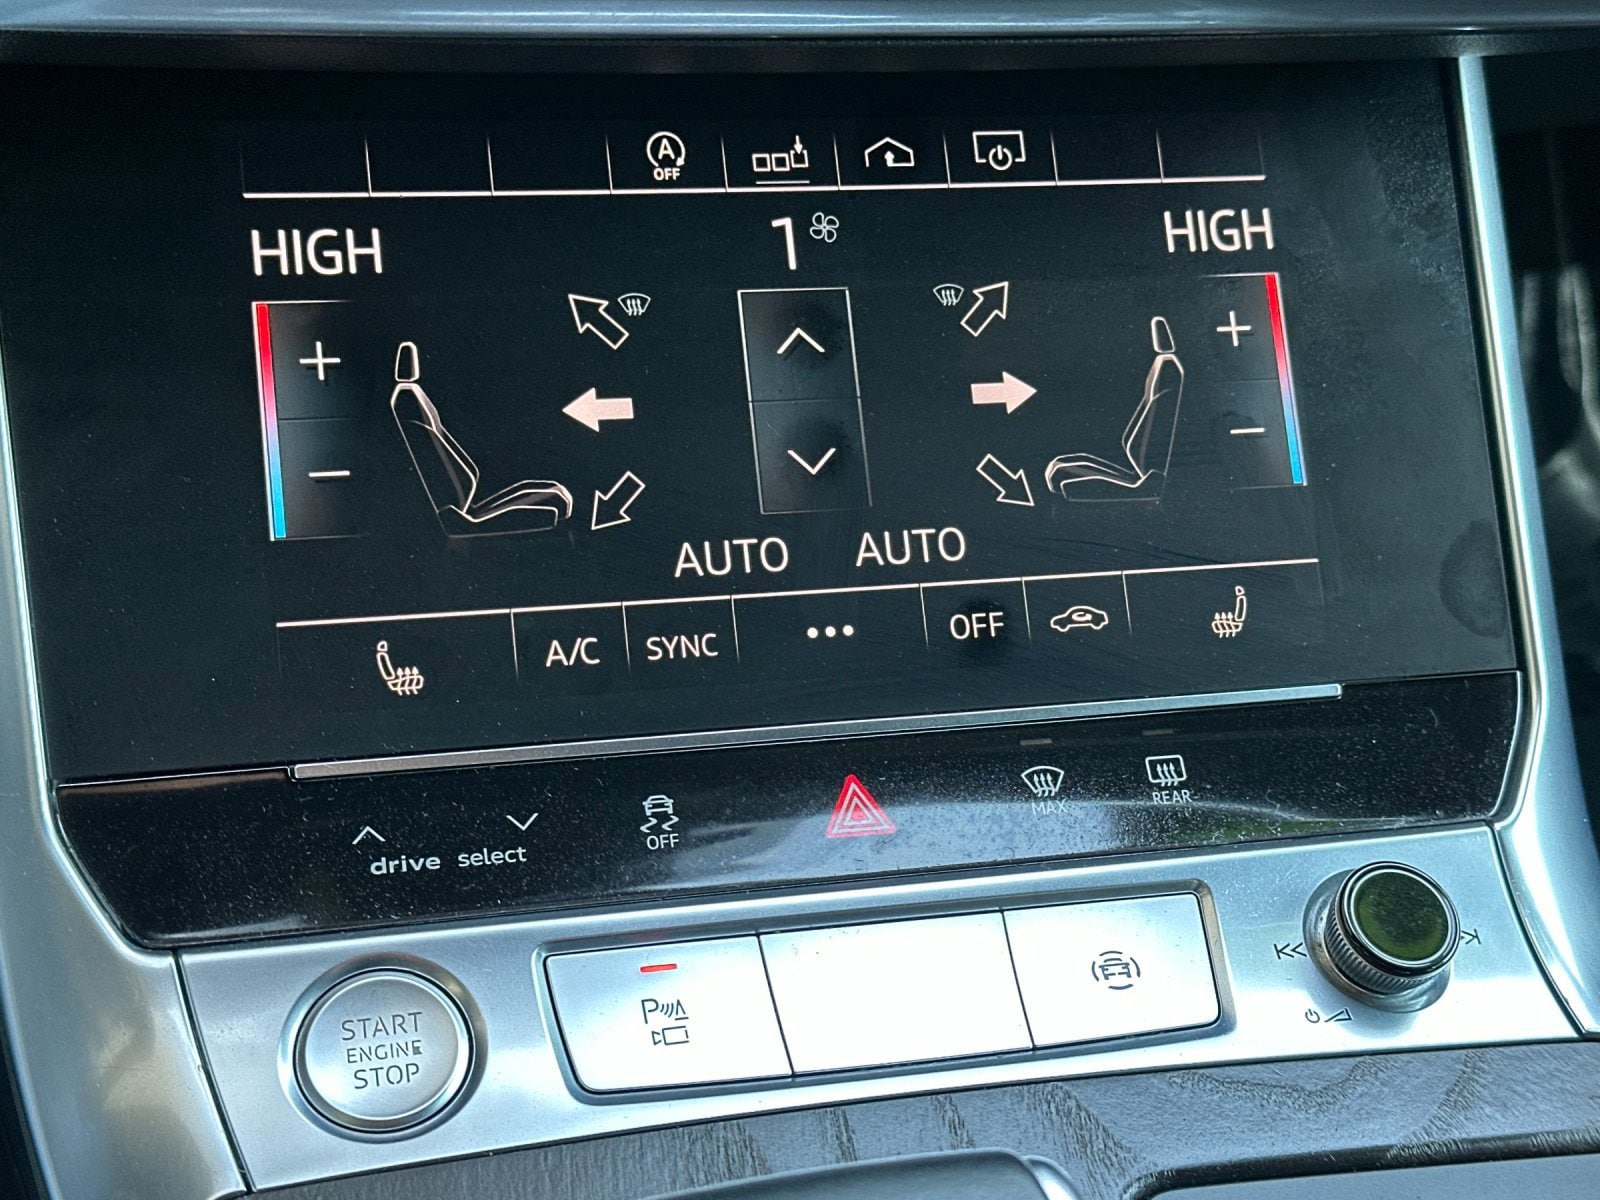 A
OFF
HIGH
1
HIGH
AUTO AUTO
A/C
SYNC
OFF
drive select
OFF
MAX
REAR
START
ENGINE
STOP
P